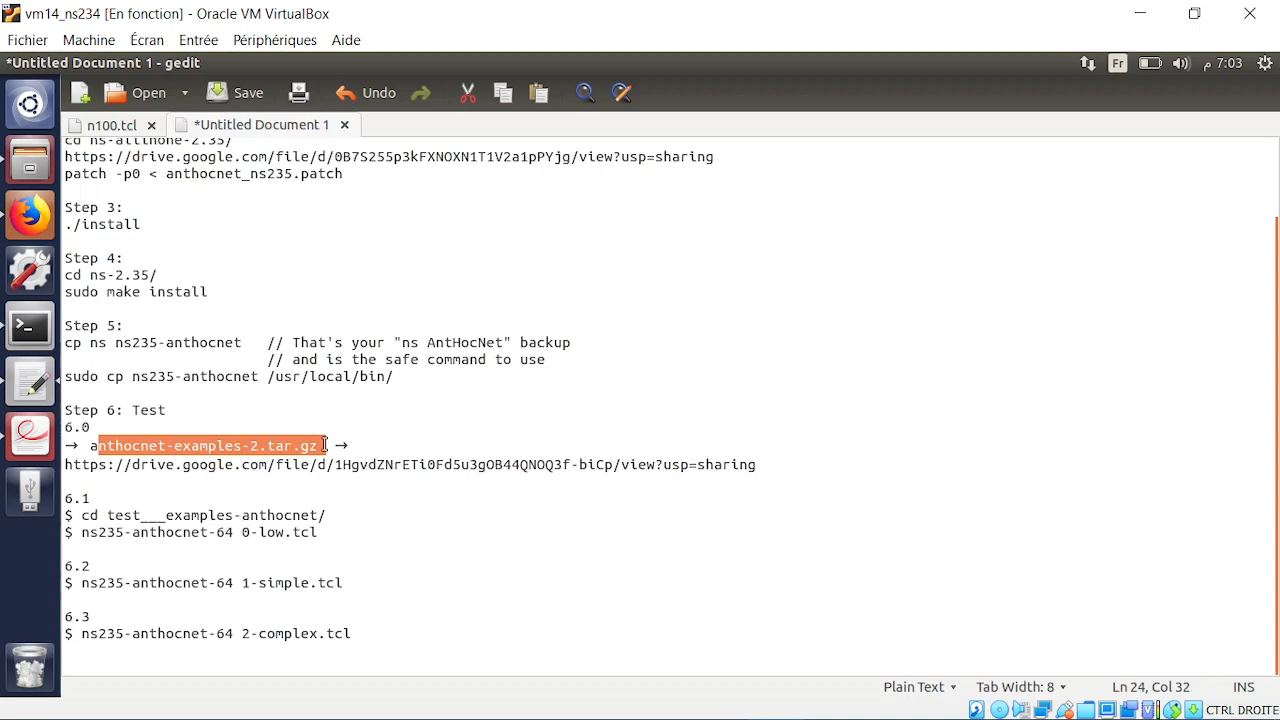 vm14_ns234 [En fonction] - Oracle VM VirtualBox
Fichier Machine Écran Entrée Périphériques Aide
*Untitled Document 1 - gedit
Fr
7:03 م
Open Save Undo
n100.tcl *Untitled Document 1
cd ns-allinone-2.35/
https://drive.google.com/file/d/0B7S255p3kFXNOXN1T1V2a1pPYjg/view?usp=sharing
patch -p0 < anthocnet_ns235.patch
Step 3:
./install
Step 4:
cd ns-2.35/
sudo make install
Step 5:
cp ns ns235-anthocnet // That's your "ns AntHocNet" backup
// and is the safe command to use
sudo cp ns235-anthocnet /usr/local/bin/
Step 6: Test
6.0
→ anthocnet-examples-2.tar.gz →
https://drive.google.com/file/d/1HgvdZNrETi0Fd5u3gOB44QNOQ3f-biCp/view?usp=sharing
6.1
$ cd test___examples-anthocnet/
$ ns235-anthocnet-64 0-low.tcl
6.2
$ ns235-anthocnet-64 1-simple.tcl
6.3
$ ns235-anthocnet-64 2-complex.tcl
Plain Text Tab Width: 8 Ln 24, Col 32 INS
CTRL DROITE